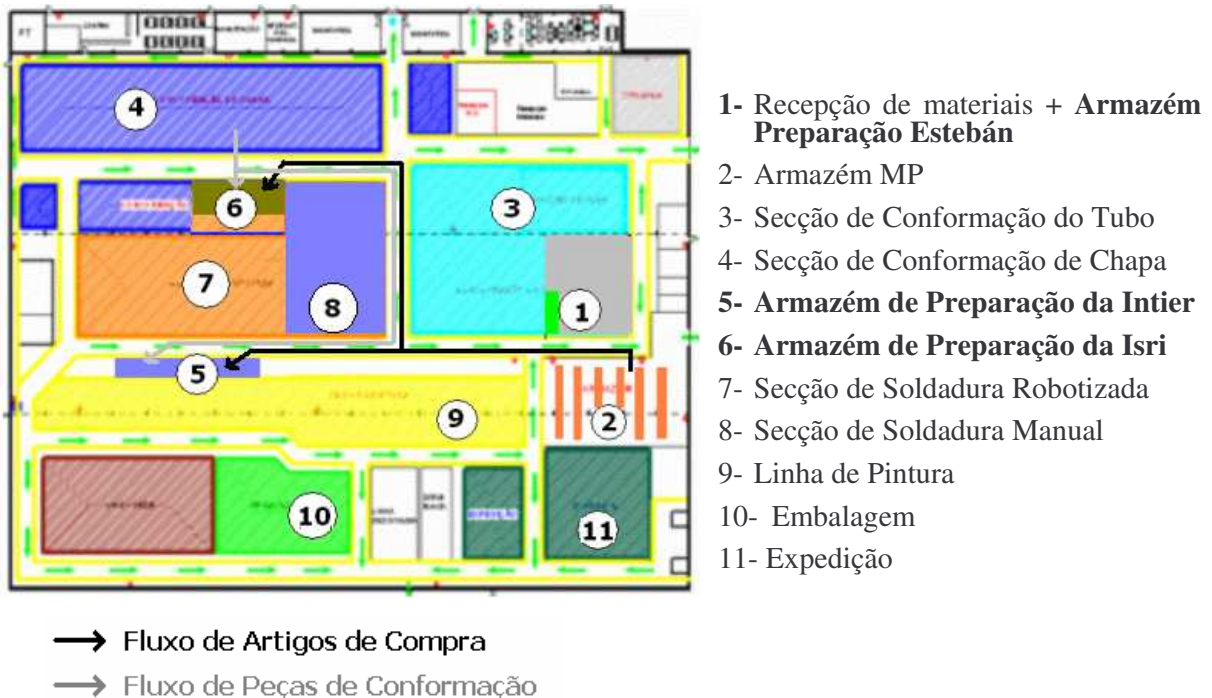 PT
4
6
3
7
8
1
5
9
2
10
11
1- Recepção de materiais + Armazém
Preparação Estebán
2- Armazém MP
3- Secção de Conformação do Tubo
4- Secção de Conformação de Chapa
5- Armazém de Preparação da Intier
6- Armazém de Preparação da Isri
7- Secção de Soldadura Robotizada
8- Secção de Soldadura Manual
9- Linha de Pintura
10- Embalagem
11- Expedição
Fluxo de Artigos de Compra
Fluxo de Peças de Conformação